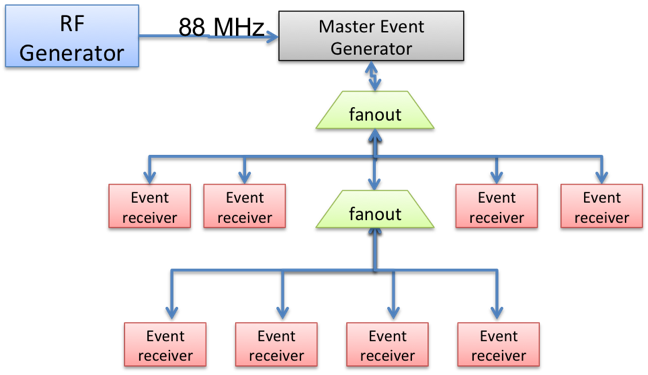 RF
Generator
88 MHz
Master Event
Generator
fanout
Event
receiver
Event
receiver
fanout
Event
receiver
Event
receiver
Event
receiver
Event
receiver
Event
receiver
Event
receiver